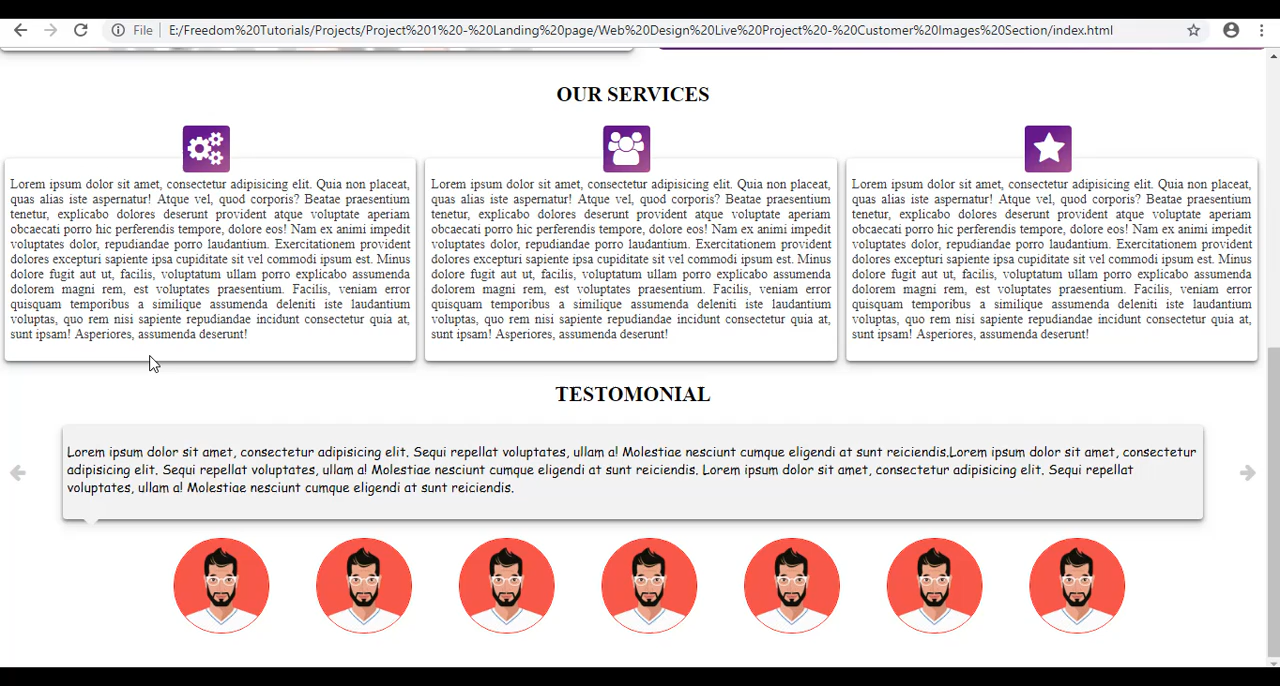 File
E:/Freedom%20Tutorials/Projects/Project%201%20-%20Landing%20page/Web%20Design%20Live%20Project%20-%20Customer%20Images%20Section/index.html
OUR SERVICES
Lorem ipsum dolor sit amet, consectetur adipisicing elit. Quia non placeat,
quas alias iste aspernatur! Atque vel, quod corporis? Beatae praesentium
tenetur, explicabo dolores deserunt provident atque voluptate aperiam
obcaecati porro hic perferendis tempore, dolore eos! Nam ex animi impedit
voluptates dolor, repudiandae porro laudantium. Exercitationem provident
dolores excepturi sapiente ipsa cupiditate sit vel commodi ipsum est. Minus
dolore fugit aut ut, facilis, voluptatum ullam porro explicabo assumenda
dolorem magni rem, est voluptates praesentium. Facilis, veniam error
quisquam temporibus a similique assumenda deleniti iste laudantium
voluptas, quo rem nisi sapiente repudiandae incidunt consectetur quia at,
sunt ipsam! Asperiores, assumenda deserunt!
Lorem ipsum dolor sit amet, consectetur adipisicing elit. Quia non placeat,
quas alias iste aspernatur! Atque vel, quod corporis? Beatae praesentium
tenetur, explicabo dolores deserunt provident atque voluptate aperiam
obcaecati porro hic perferendis tempore, dolore eos! Nam ex animi impedit
voluptates dolor, repudiandae porro laudantium. Exercitationem provident
dolores excepturi sapiente ipsa cupiditate sit vel commodi ipsum est. Minus
dolore fugit aut ut, facilis, voluptatum ullam porro explicabo assumenda
dolorem magni rem, est voluptates praesentium. Facilis, veniam error
quisquam temporibus a similique assumenda deleniti iste laudantium
voluptas, quo rem nisi sapiente repudiandae incidunt consectetur quia at,
sunt ipsam! Asperiores, assumenda deserunt!
Lorem ipsum dolor sit amet, consectetur adipisicing elit. Quia non placeat,
quas alias iste aspernatur! Atque vel, quod corporis? Beatae praesentium
tenetur, explicabo dolores deserunt provident atque voluptate aperiam
obcaecati porro hic perferendis tempore, dolore eos! Nam ex animi impedit
voluptates dolor, repudiandae porro laudantium. Exercitationem provident
dolores excepturi sapiente ipsa cupiditate sit vel commodi ipsum est. Minus
dolore fugit aut ut, facilis, voluptatum ullam porro explicabo assumenda
dolorem magni rem, est voluptates praesentium. Facilis, veniam error
quisquam temporibus a similique assumenda deleniti iste laudantium
voluptas, quo rem nisi sapiente repudiandae incidunt consectetur quia at,
sunt ipsam! Asperiores, assumenda deserunt!
TESTOMONIAL
Lorem ipsum dolor sit amet, consectetur adipisicing elit. Sequi repellat voluptates, ullam a! Molestiae nesciunt cumque eligendi at sunt reiciendis.Lorem ipsum dolor sit amet, consectetur
adipisicing elit. Sequi repellat voluptates, ullam a! Molestiae nesciunt cumque eligendi at sunt reiciendis. Lorem ipsum dolor sit amet, consectetur adipisicing elit. Sequi repellat
voluptates, ullam a! Molestiae nesciunt cumque eligendi at sunt reiciendis.